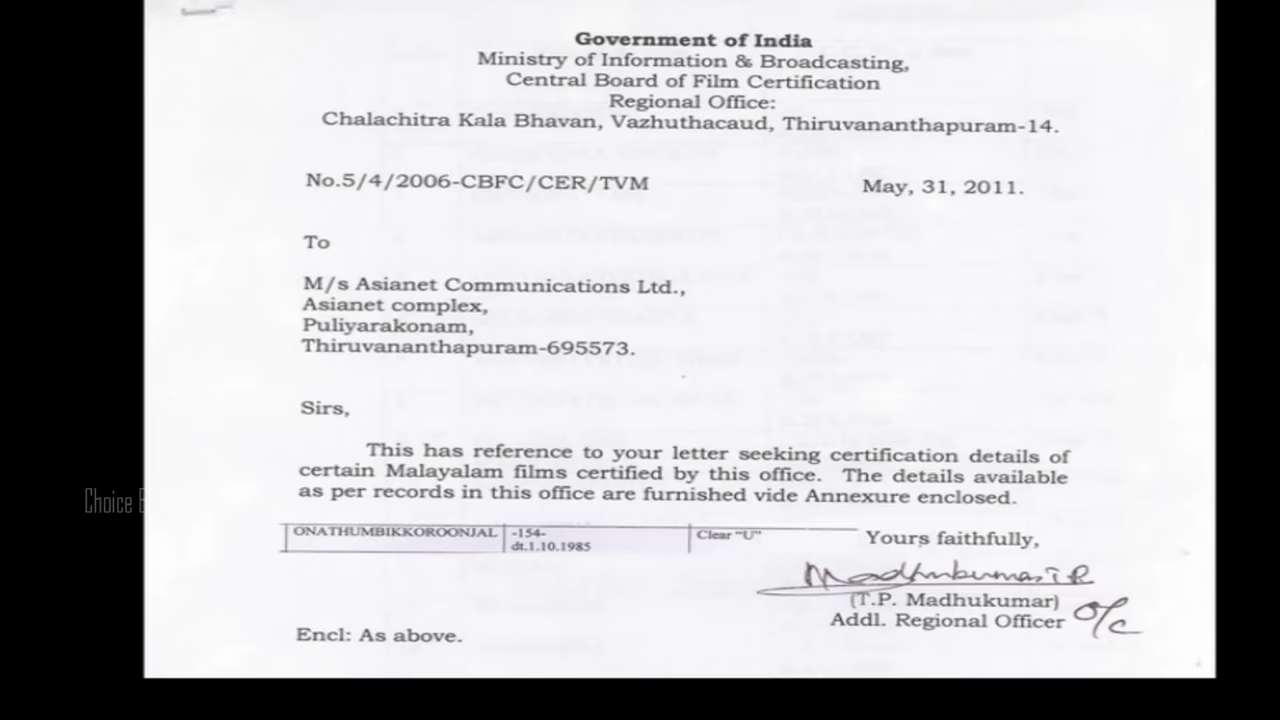 Government of India
Ministry of Information & Broadcasting,
Central Board of Film Certification
Regional Office:
Chalachitra Kala Bhavan, Vazhuthacaud, Thiruvananthapuram-14.
No.5/4/2006-CBFC/CER/TVM May, 31, 2011.
To
M/s Asianet Communications Ltd.,
Asianet complex,
Puliyarakonam,
Thiruvananthapuram-695573.
Sirs,
This has reference to your letter seeking certification details of
certain Malayalam films certified by this office. The details available
as per records in this office are furnished vide Annexure enclosed.
Choice
ONATHUMBIKKOROONJAL -154- Clear "U"
dt.1.10.1985
Yours faithfully,
Madhukumar T P
(T.P. Madhukumar)
Addl. Regional Officer O/c
Encl: As above.